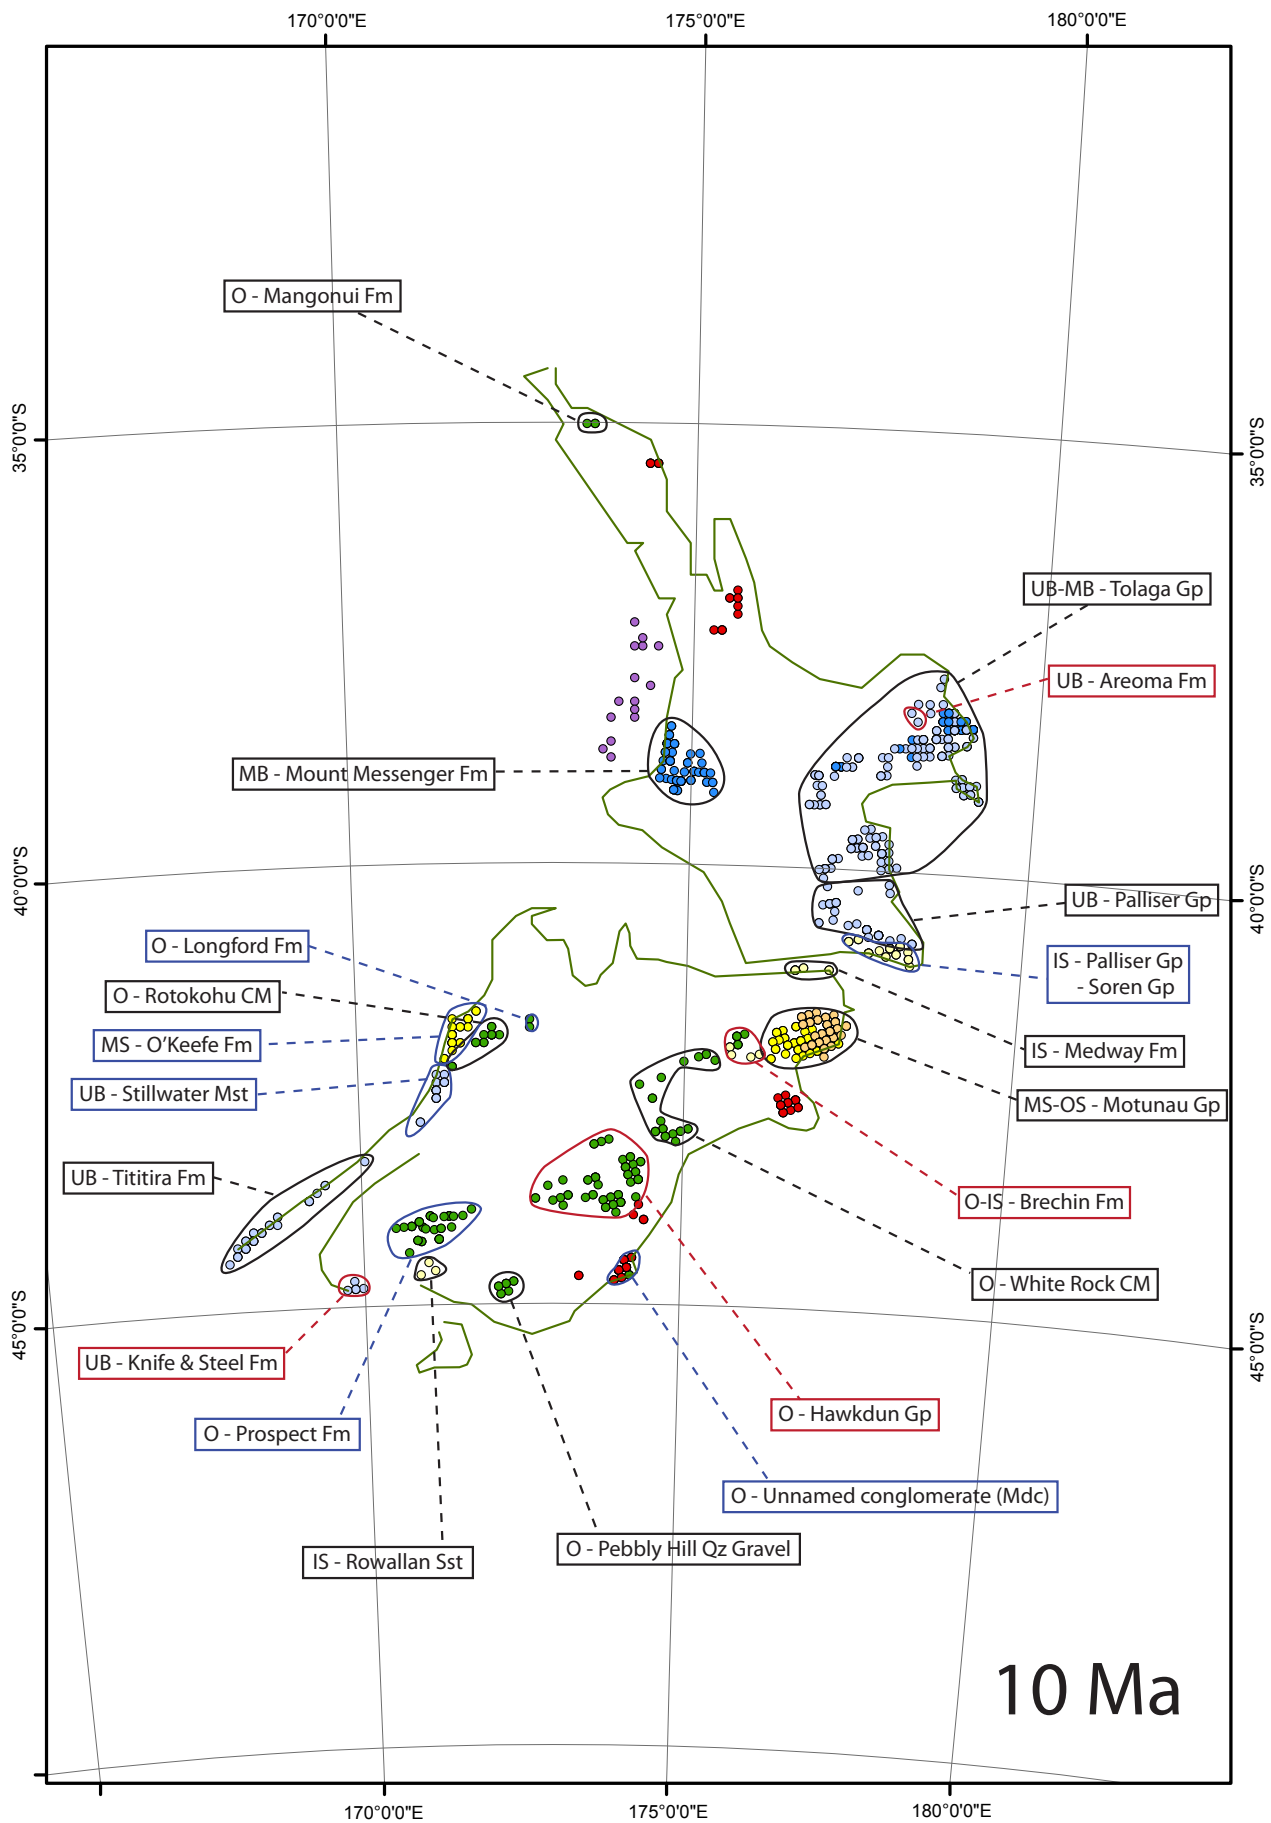 170°0'0"E
175°0'0"E
180°0'0"E
O - Mangonui Fm
35°0'0"S
35°0'0"S
UB-MB - Tolaga Gp
UB - Areoma Fm
MB - Mount Messenger Fm
40°0'0"S
40°0'0"S
UB - Palliser Gp
O - Longford Fm
IS - Palliser Gp
- Soren Gp
O - Rotokohu CM
MS - O'Keefe Fm
IS - Medway Fm
UB - Stillwater Mst
MS-OS - Motunau Gp
UB - Tititira Fm
O-IS - Brechin Fm
O - White Rock CM
45°0'0"S
45°0'0"S
UB - Knife & Steel Fm
O - Hawkdun Gp
O - Prospect Fm
O - Unnamed conglomerate (Mdc)
O - Pebbly Hill Qz Gravel
IS - Rowallan Sst
10 Ma
170°0'0"E
175°0'0"E
180°0'0"E